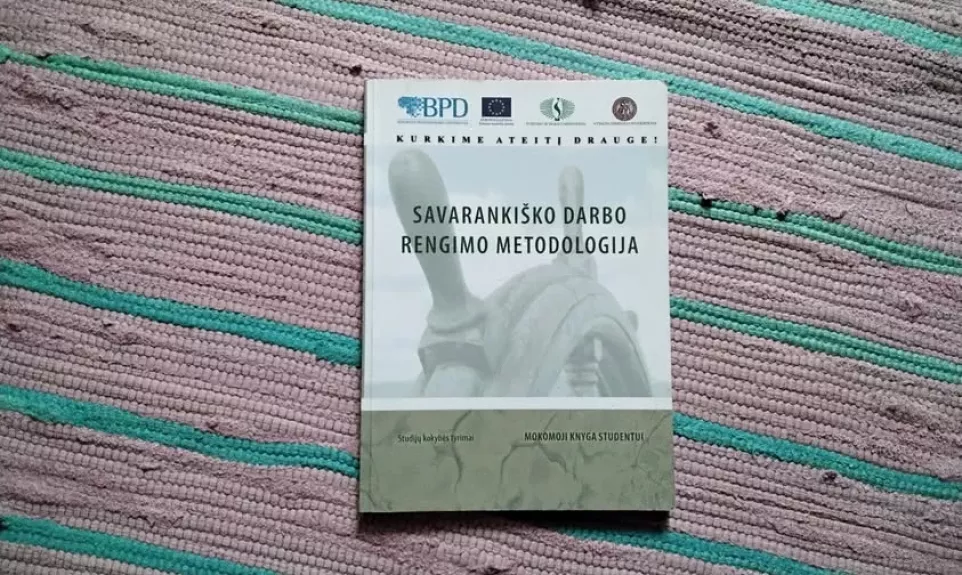 BPD
KURKIME ATEITĮ DRAUGE!
SAVARANKIŠKO DARBO
RENGIMO METODOLOGIJA
Studijų kokybės tyrimai
MOKOMOJI KNYGA STUDENTUI